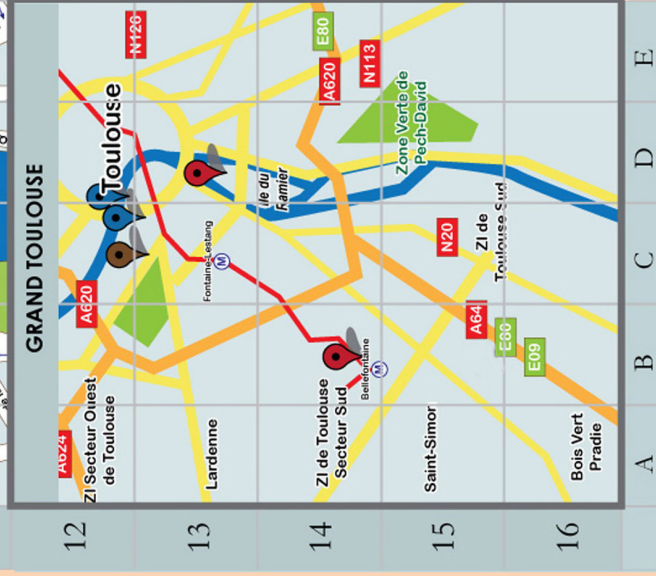 GRAND TOULOUSE
N126
E80
A620
N113
Toulouse
Zone Verte de
Pech-David
île du
Ramier
Fontaine-Lestang
M
N20
ZI de
Toulouse Sud
A620
A64
E80
E09
Bellefontaine
M
ZI Secteur Ouest
de Toulouse
ZI de Toulouse
Secteur Sud
A624
Lardenne
Saint-Simon
Bois Vert
Pradie
12
13
14
15
16
A
B
C
D
E